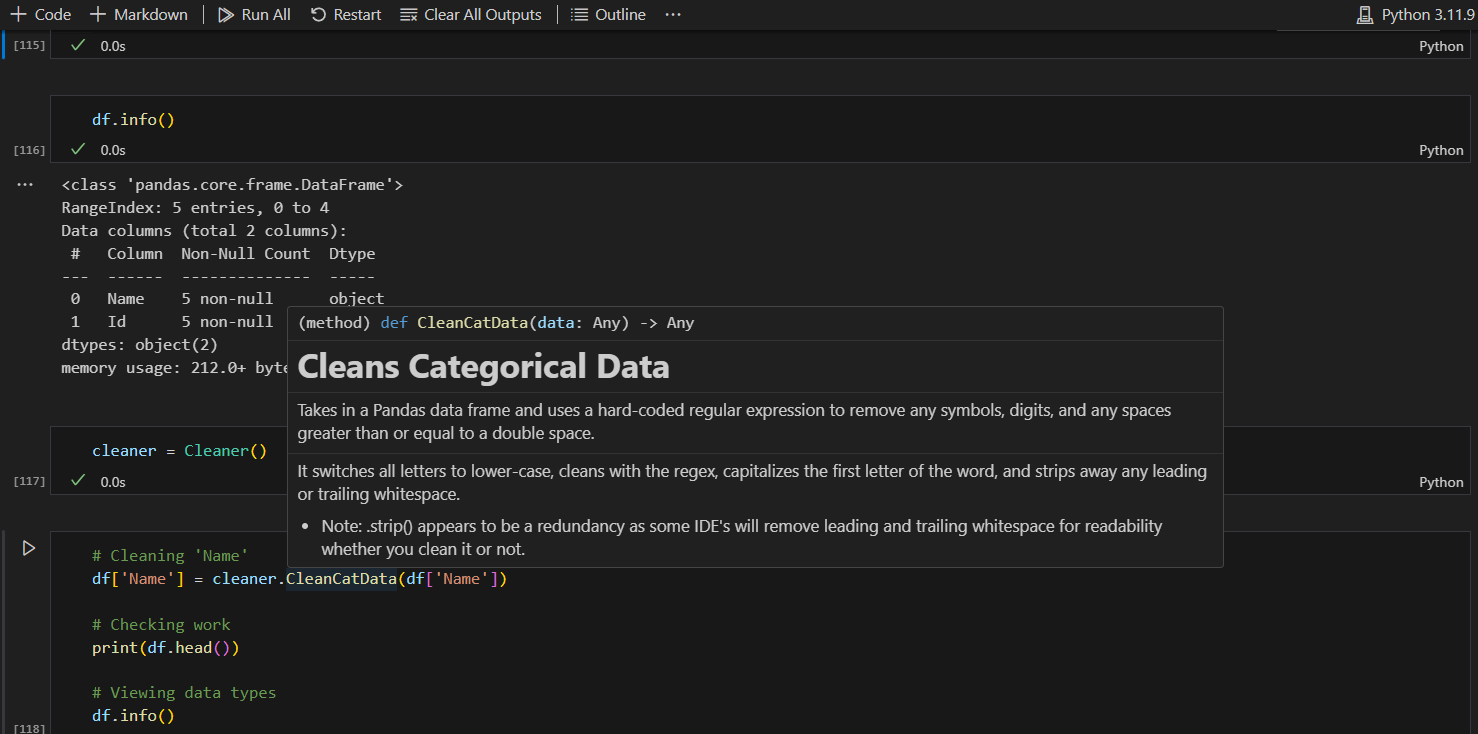 Code Markdown Run All Restart Clear All Outputs Outline ... Python 3.11.9
[115] 0.0s Python
df.info()
[116] 0.0s Python
... <class 'pandas.core.frame.DataFrame'>
RangeIndex: 5 entries, 0 to 4
Data columns (total 2 columns):
# Column Non-Null Count Dtype
--- ------ -------------- -----
0 Name 5 non-null object
1 Id 5 non-null
dtypes: object(2)
memory usage: 212.0+ byte
(method) def CleanCatData(data: Any) -> Any
Cleans Categorical Data
Takes in a Pandas data frame and uses a hard-coded regular expression to remove any symbols, digits, and any spaces
greater than or equal to a double space.
It switches all letters to lower-case, cleans with the regex, capitalizes the first letter of the word, and strips away any leading
or trailing whitespace.
• Note: .strip() appears to be a redundancy as some IDE's will remove leading and trailing whitespace for readability
whether you clean it or not.
cleaner = Cleaner()
[117] 0.0s Python
# Cleaning 'Name'
df['Name'] = cleaner.CleanCatData(df['Name'])
# Checking work
print(df.head())
# Viewing data types
df.info()
[118]